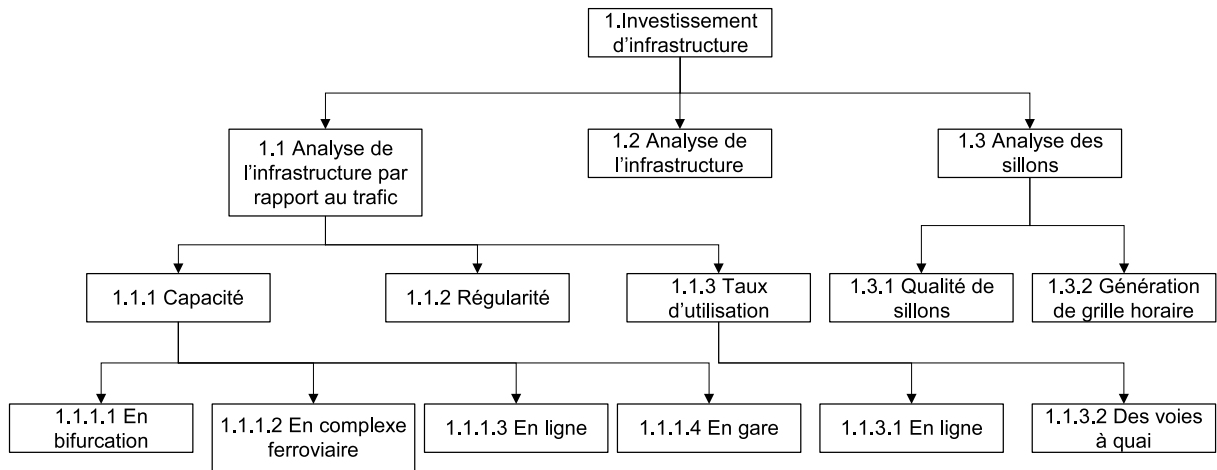 1.Investissement
d'infrastructure
1.1 Analyse de
l'infrastructure par
rapport au trafic
1.2 Analyse de
l'infrastructure
1.3 Analyse des
sillons
1.1.1 Capacité
1.1.2 Régularité
1.1.3 Taux
d'utilisation
1.3.1 Qualité de
sillons
1.3.2 Génération
de grille horaire
1.1.1.1 En
bifurcation
1.1.1.2 En complexe
ferroviaire
1.1.1.3 En ligne
1.1.1.4 En gare
1.1.3.1 En ligne
1.1.3.2 Des voies
à quai